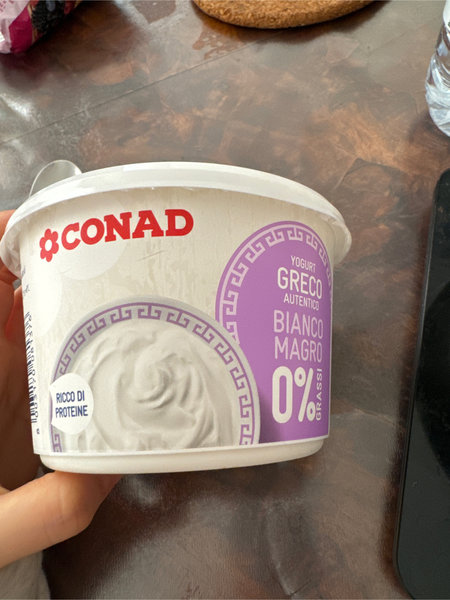 CONAD
YOGURT
GRECO
AUTENTICO
BIANCO
MAGRO
0%
GRASSI
RICCO DI
PROTEINE